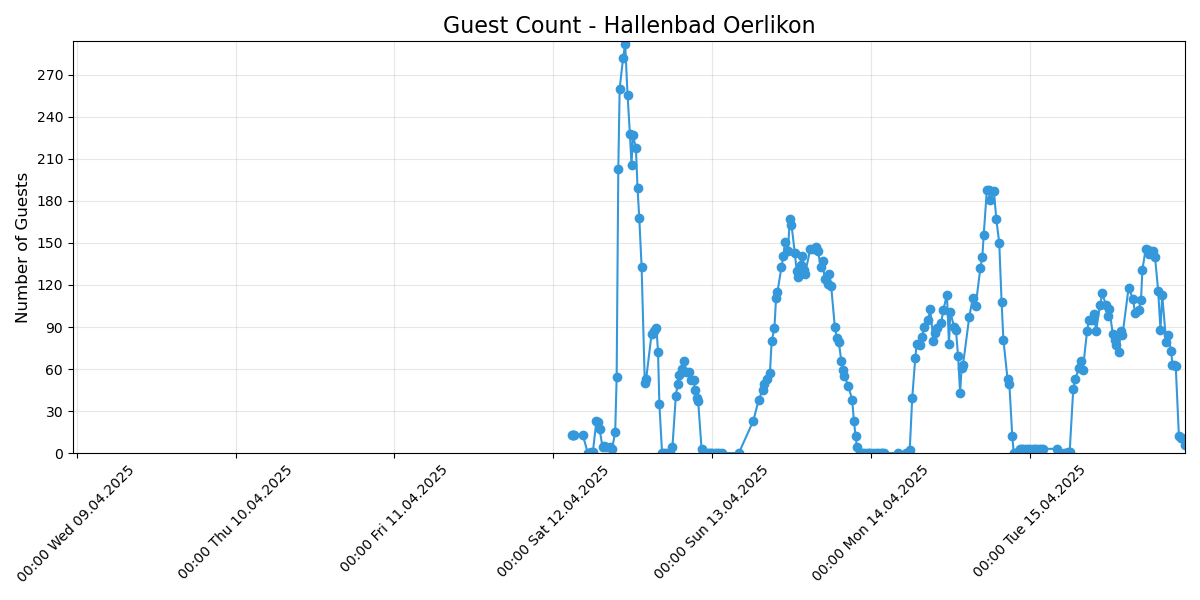 Guest Count - Hallenbad Oerlikon
Number of Guests
270
240
210
180
150
120
90
60
30
0
00:00 Wed 09.04.2025
00:00 Thu 10.04.2025
00:00 Fri 11.04.2025
00:00 Sat 12.04.2025
00:00 Sun 13.04.2025
00:00 Mon 14.04.2025
00:00 Tue 15.04.2025